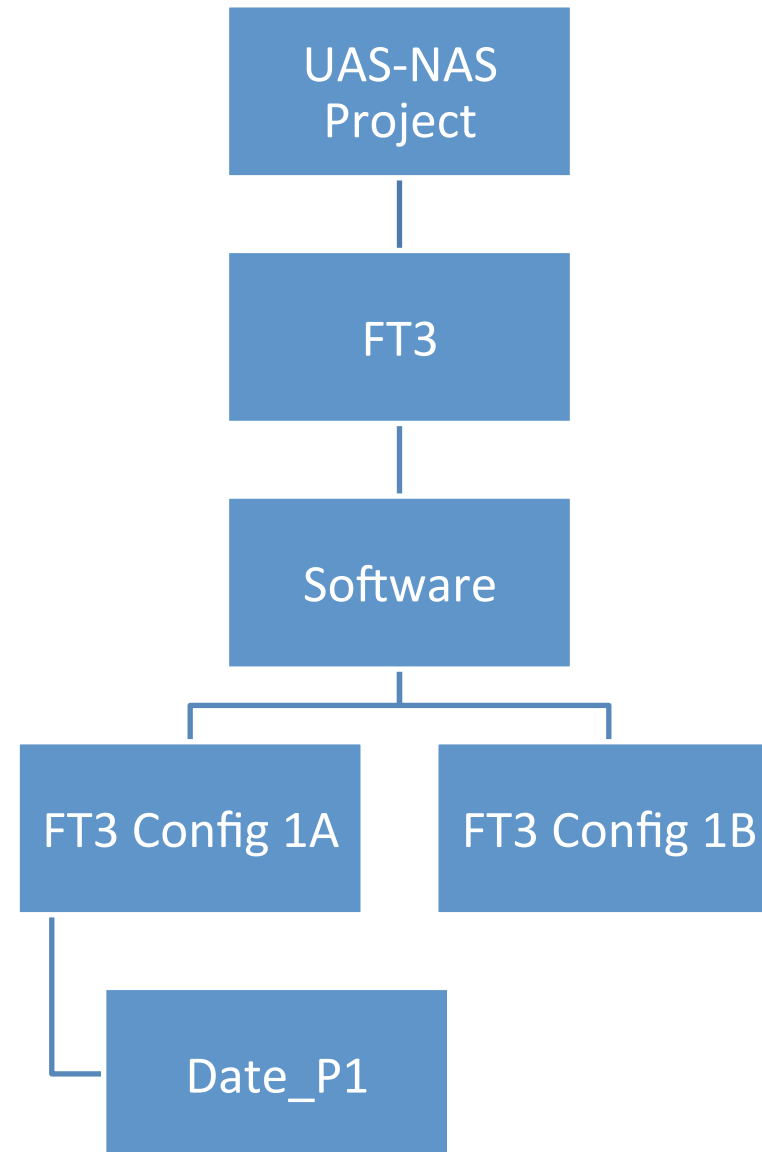 UAS-NAS
Project
FT3
Software
FT3 Config 1A
FT3 Config 1B
Date_P1